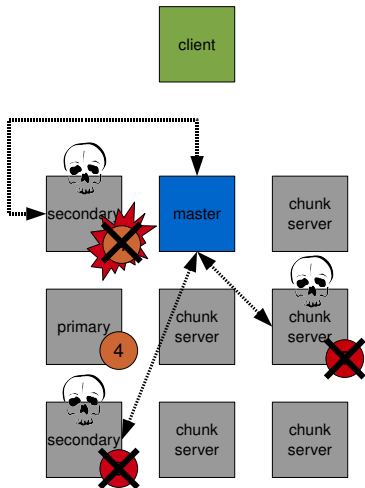 client
secondary
master
chunk
server
primary
4
chunk
server
chunk
server
secondary
chunk
server
chunk
server